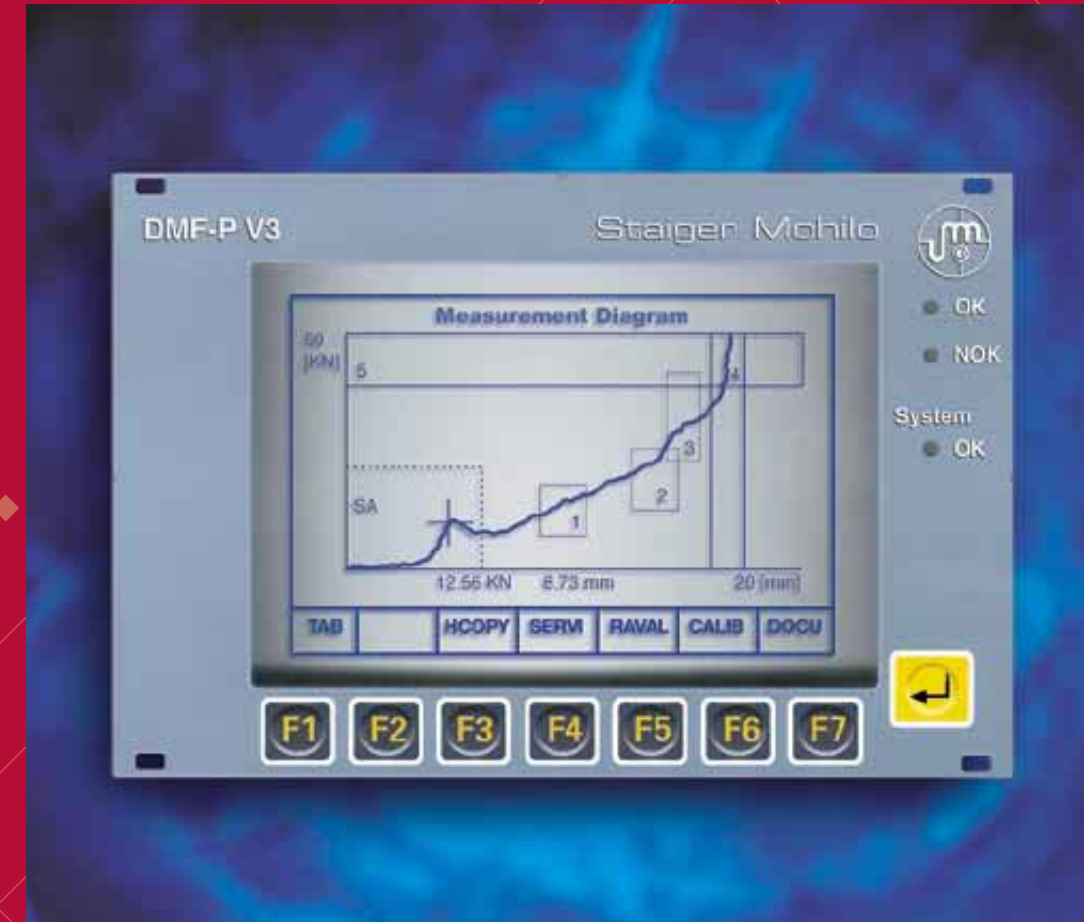 DMF-P V3
Staiger Mohilo
OK
NOK
System
OK
Measurement Diagram
[KN]
5
4
3
2
1
SA
12.56 KN 8.73 mm 20 [mm]
TAB HCOPY SERVI RAVAL CALIB DOCU
F1 F2 F3 F4 F5 F6 F7